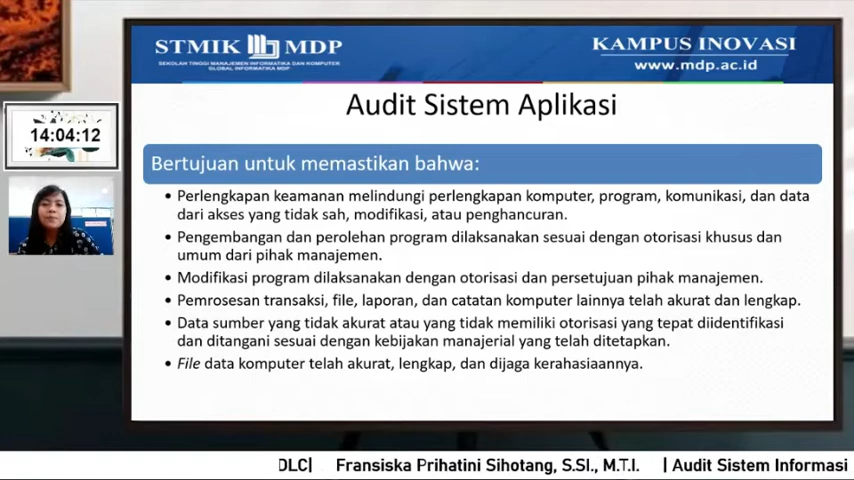 STMIK MDP
SEKOLAH TINGGI MANAJEMEN INFORMATIKA DAN KOMPUTER
GLOBAL INFORMATIKA MDP
KAMPUS INOVASI
www.mdp.ac.id
Audit Sistem Aplikasi
14:04:12
Bertujuan untuk memastikan bahwa:
• Perlengkapan keamanan melindungi perlengkapan komputer, program, komunikasi, dan data
dari akses yang tidak sah, modifikasi, atau penghancuran.
• Pengembangan dan perolehan program dilaksanakan sesuai dengan otorisasi khusus dan
umum dari pihak manajemen.
• Modifikasi program dilaksanakan dengan otorisasi dan persetujuan pihak manajemen.
• Pemrosesan transaksi, file, laporan, dan catatan komputer lainnya telah akurat dan lengkap.
• Data sumber yang tidak akurat atau yang tidak memiliki otorisasi yang tepat diidentifikasi
dan ditangani sesuai dengan kebijakan manajerial yang telah ditetapkan.
• File data komputer telah akurat, lengkap, dan dijaga kerahasiaannya.
DLC| Fransiska Prihatini Sihotang, S.SI., M.T.I. | Audit Sistem Informasi